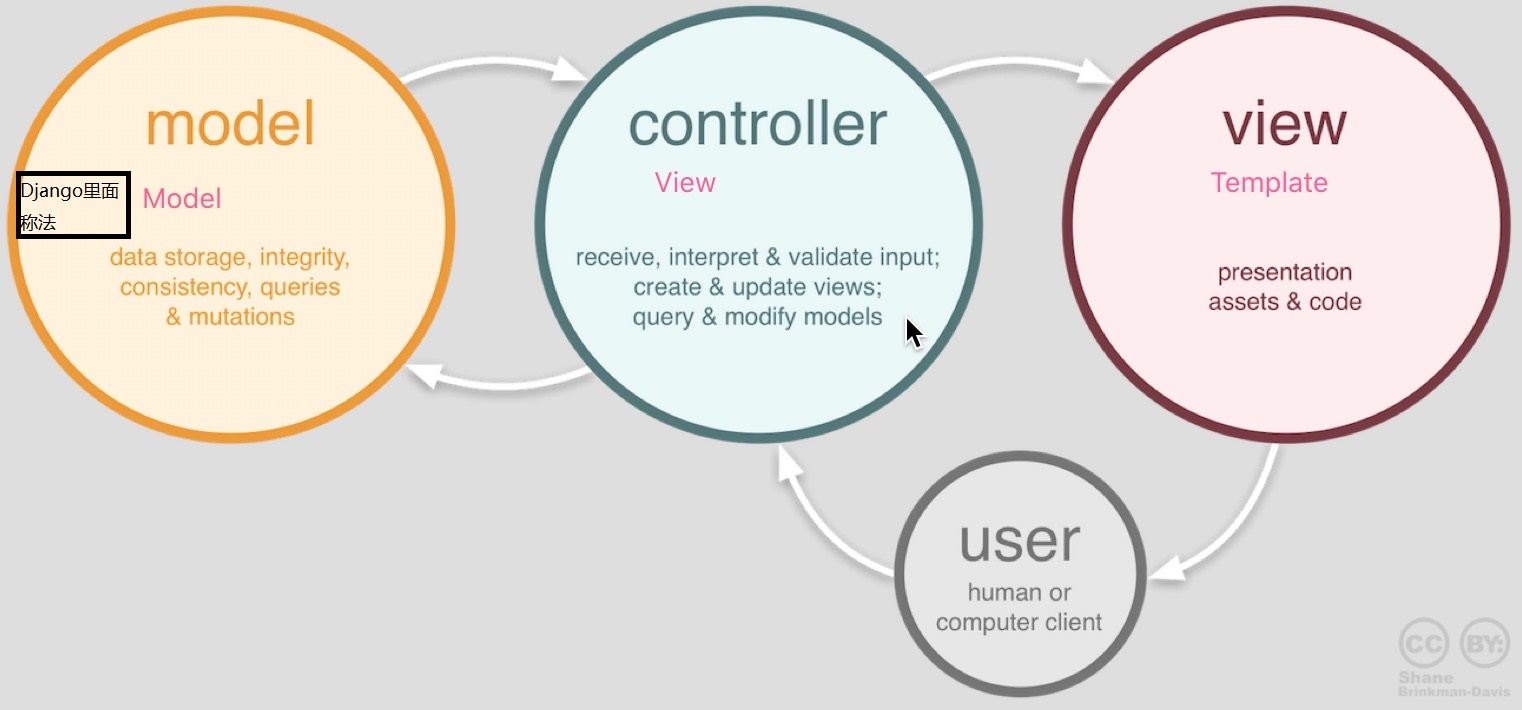 model
Django里面
称法
Model
data storage, integrity,
consistency, queries
& mutations
controller
View
receive, interpret & validate input;
create & update views;
query & modify models
view
Template
presentation
assets & code
user
human or
computer client
CC BY:
Shane
Brinkman-Davis